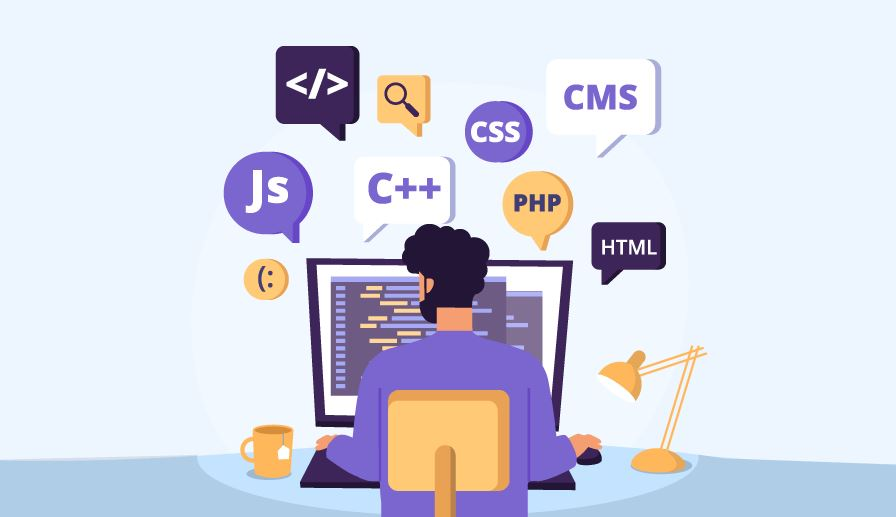 </>
CMS
CSS
Js
C++
PHP
HTML
(: